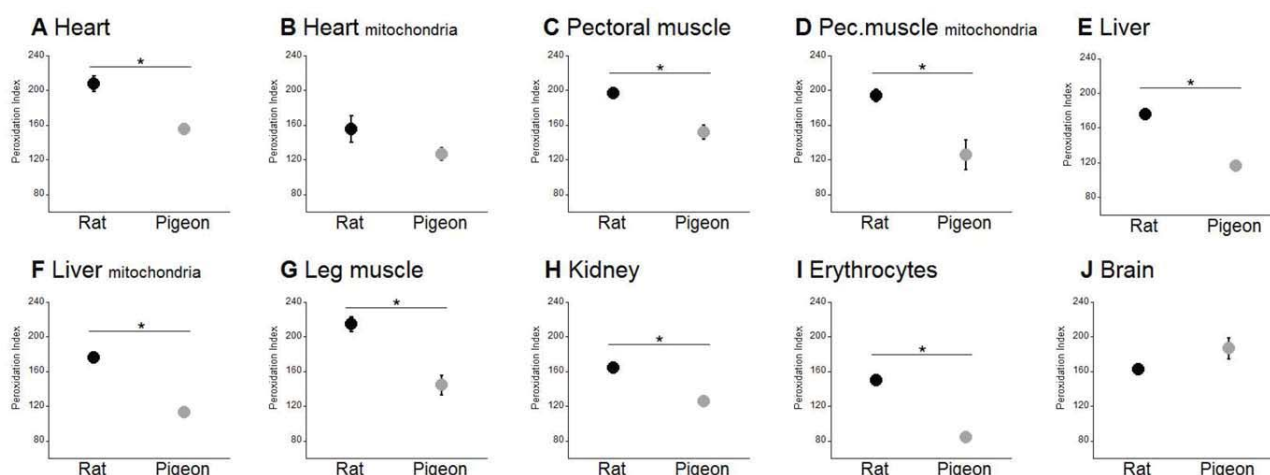 A Heart
B Heart mitochondria
C Pectoral muscle
D Pec.muscle mitochondria
E Liver
Peroxidation Index
240
200
160
120
80
*
Rat Pigeon
Peroxidation Index
240
200
160
120
80
Rat Pigeon
Peroxidation Index
240
200
160
120
80
*
Rat Pigeon
Peroxidation Index
240
200
160
120
80
*
Rat Pigeon
Peroxidation Index
240
200
160
120
80
*
Rat Pigeon
F Liver mitochondria
G Leg muscle
H Kidney
I Erythrocytes
J Brain
Peroxidation Index
240
200
160
120
80
*
Rat Pigeon
Peroxidation Index
240
200
160
120
80
*
Rat Pigeon
Peroxidation Index
240
200
160
120
80
*
Rat Pigeon
Peroxidation Index
240
200
160
120
80
*
Rat Pigeon
Peroxidation Index
240
200
160
120
80
Rat Pigeon